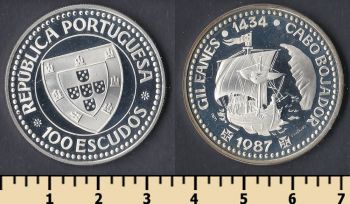 REPÚBLICA PORTUGUESA
100 ESCUDOS
GIL EANES 1434 CABO BOJADOR
1987
1 2 3 4 5 6 7